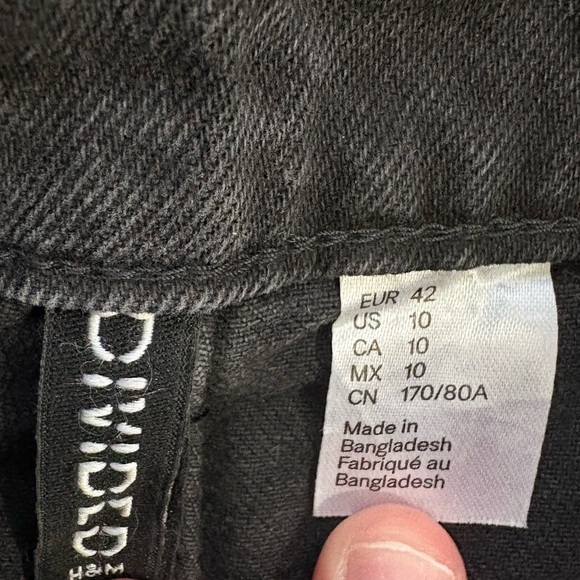 DIVIDED
H&M
EUR 42
US 10
CA 10
MX 10
CN 170/80A
Made in
Bangladesh
Fabriqué au
Bangladesh